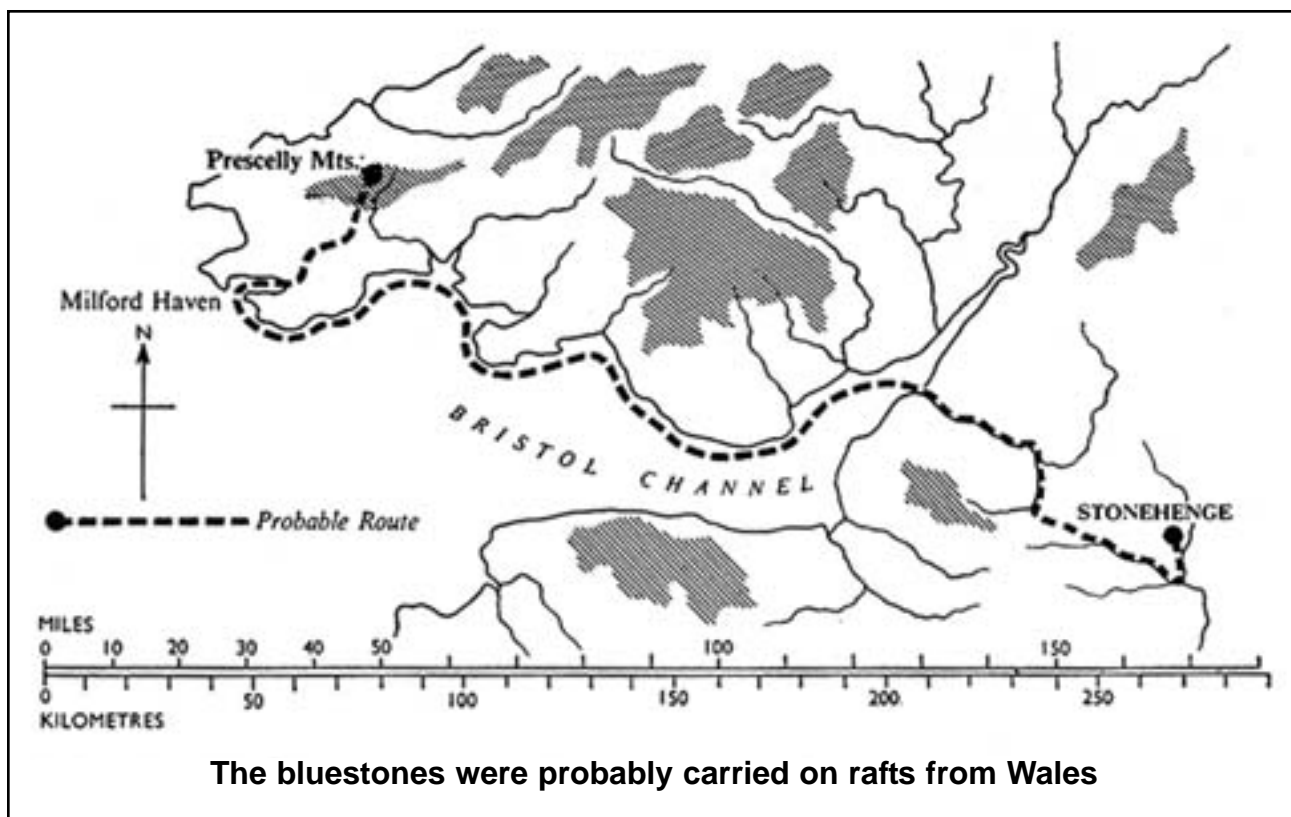 Prescelly Mts.
Milford Haven
N
BRISTOL CHANNEL
Probable Route
STONEHENGE
MILES
0 10 20 30 40 50 100 150
0 50 100 150 200 250
KILOMETRES
The bluestones were probably carried on rafts from Wales